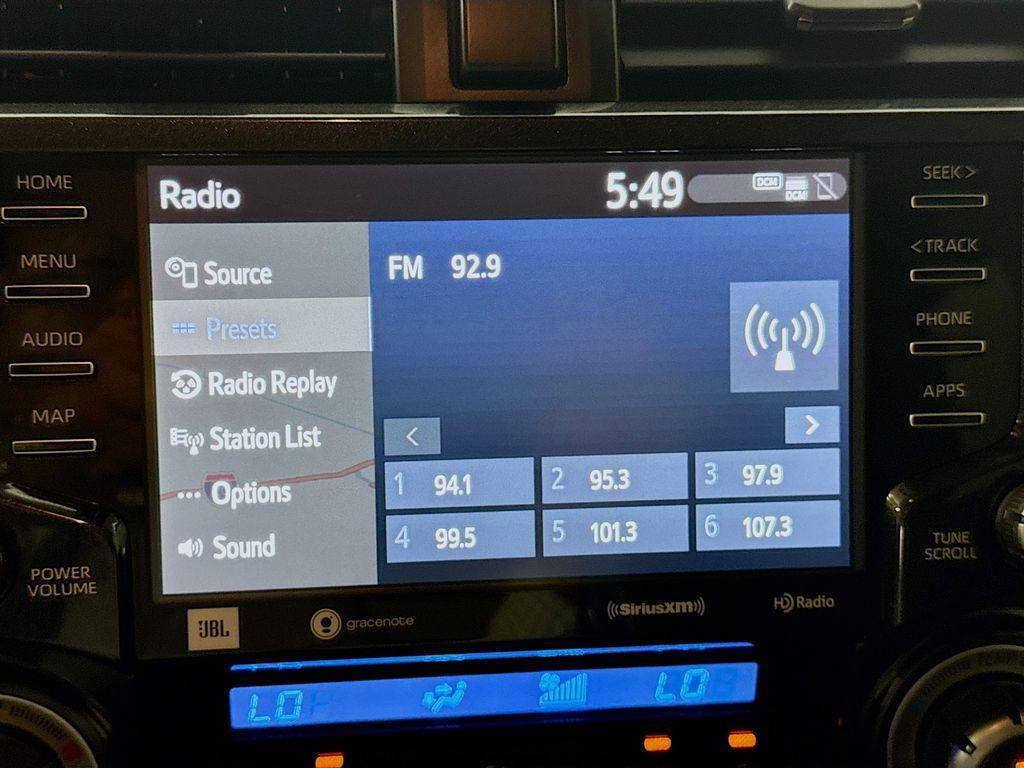 HOME
MENU
AUDIO
MAP
POWER
VOLUME
Radio
5:49
DCM
DCM
Source
Presets
Radio Replay
Station List
Options
Sound
FM 92.9
<
>
1 94.1
2 95.3
3 97.9
4 99.5
5 101.3
6 107.3
SEEK >
< TRACK
PHONE
APPS
TUNE
SCROLL
JBL
gracenote
((SiriusXM))
HD Radio
LO
LO